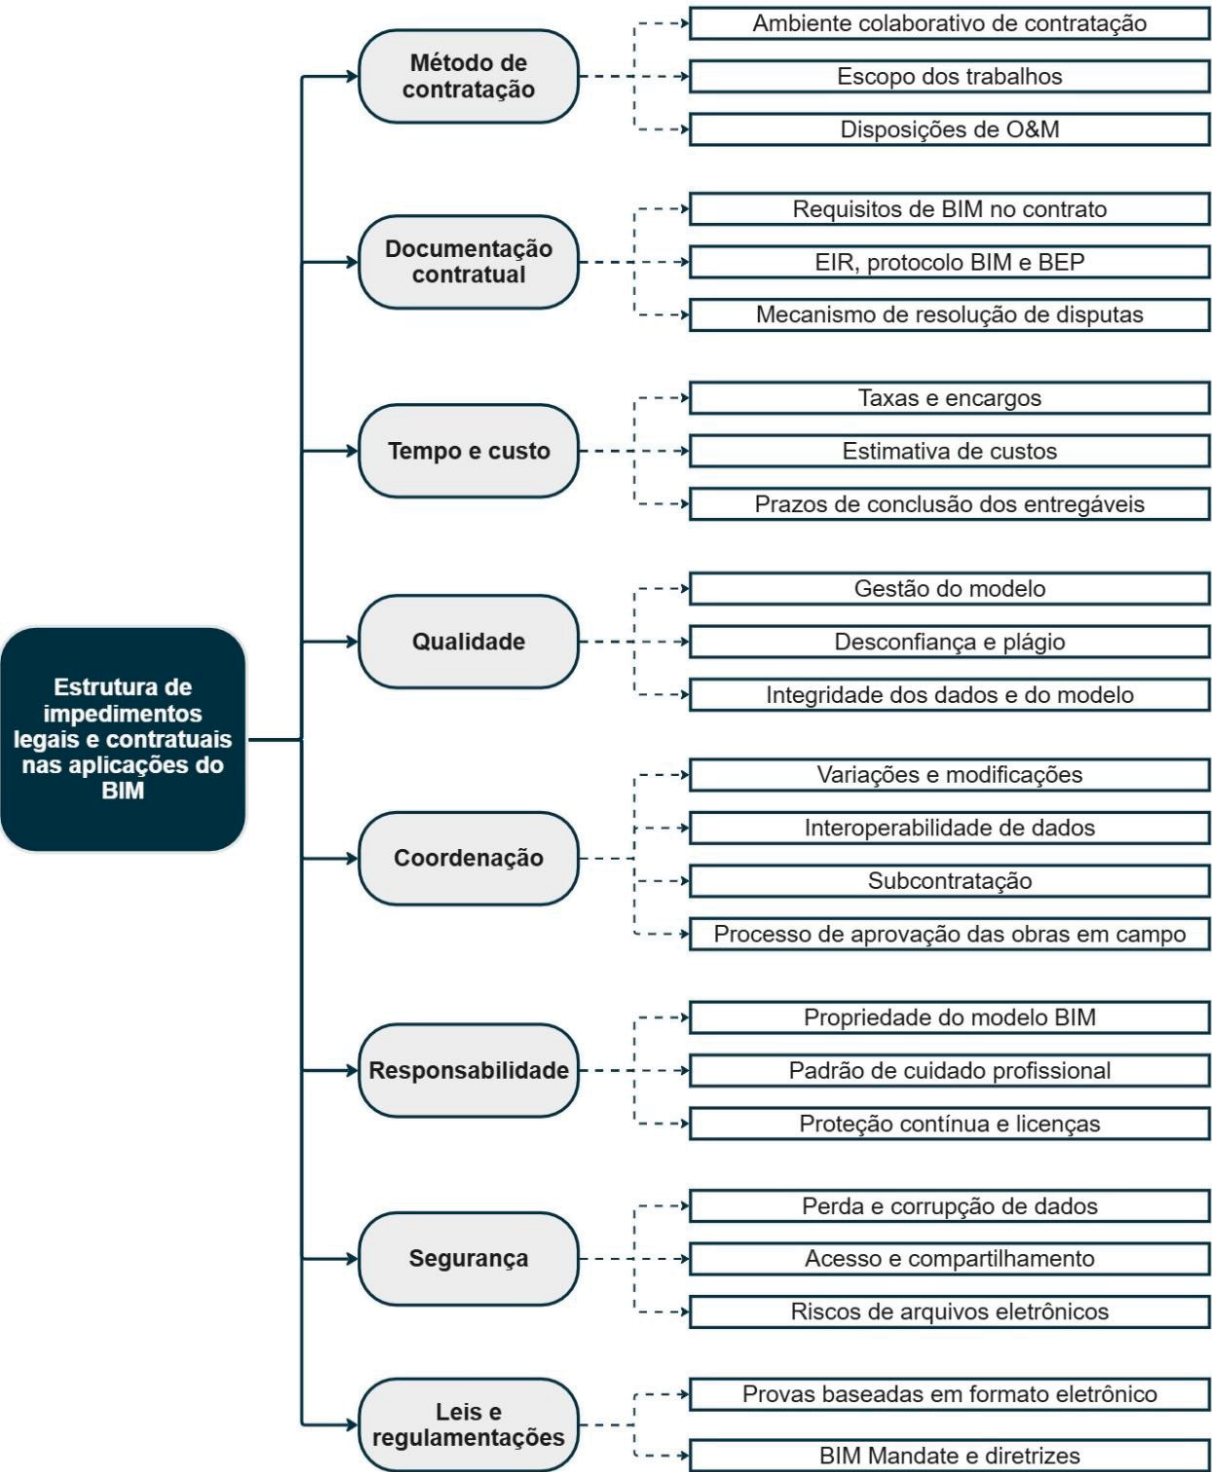 Estrutura de
impedimentos
legais e contratuais
nas aplicações do
BIM
Método de
contratação
Ambiente colaborativo de contratação
Escopo dos trabalhos
Disposições de O&M
Documentação
contratual
Requisitos de BIM no contrato
EIR, protocolo BIM e BEP
Mecanismo de resolução de disputas
Tempo e custo
Taxas e encargos
Estimativa de custos
Prazos de conclusão dos entregáveis
Qualidade
Gestão do modelo
Desconfiança e plágio
Integridade dos dados e do modelo
Coordenação
Variações e modificações
Interoperabilidade de dados
Subcontratação
Processo de aprovação das obras em campo
Responsabilidade
Propriedade do modelo BIM
Padrão de cuidado profissional
Proteção contínua e licenças
Segurança
Perda e corrupção de dados
Acesso e compartilhamento
Riscos de arquivos eletrônicos
Leis e
regulamentações
Provas baseadas em formato eletrônico
BIM Mandate e diretrizes